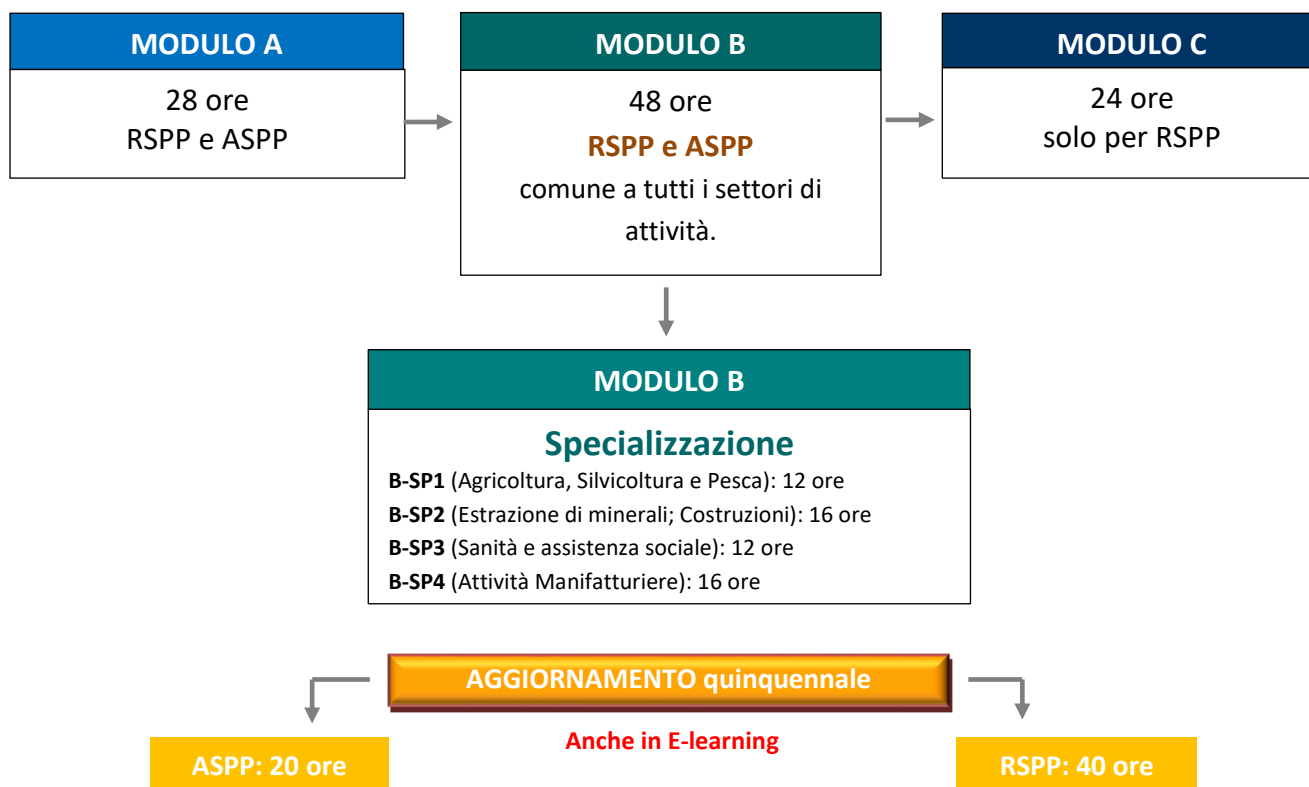 MODULO A
28 ore
RSPP e ASPP
MODULO B
48 ore
RSPP e ASPP
comune a tutti i settori di
attività.
MODULO C
24 ore
solo per RSPP
MODULO B
Specializzazione
B-SP1 (Agricoltura, Silvicoltura e Pesca): 12 ore
B-SP2 (Estrazione di minerali; Costruzioni): 16 ore
B-SP3 (Sanità e assistenza sociale): 12 ore
B-SP4 (Attività Manifatturiere): 16 ore
AGGIORNAMENTO quinquennale
Anche in E-learning
ASPP: 20 ore
RSPP: 40 ore